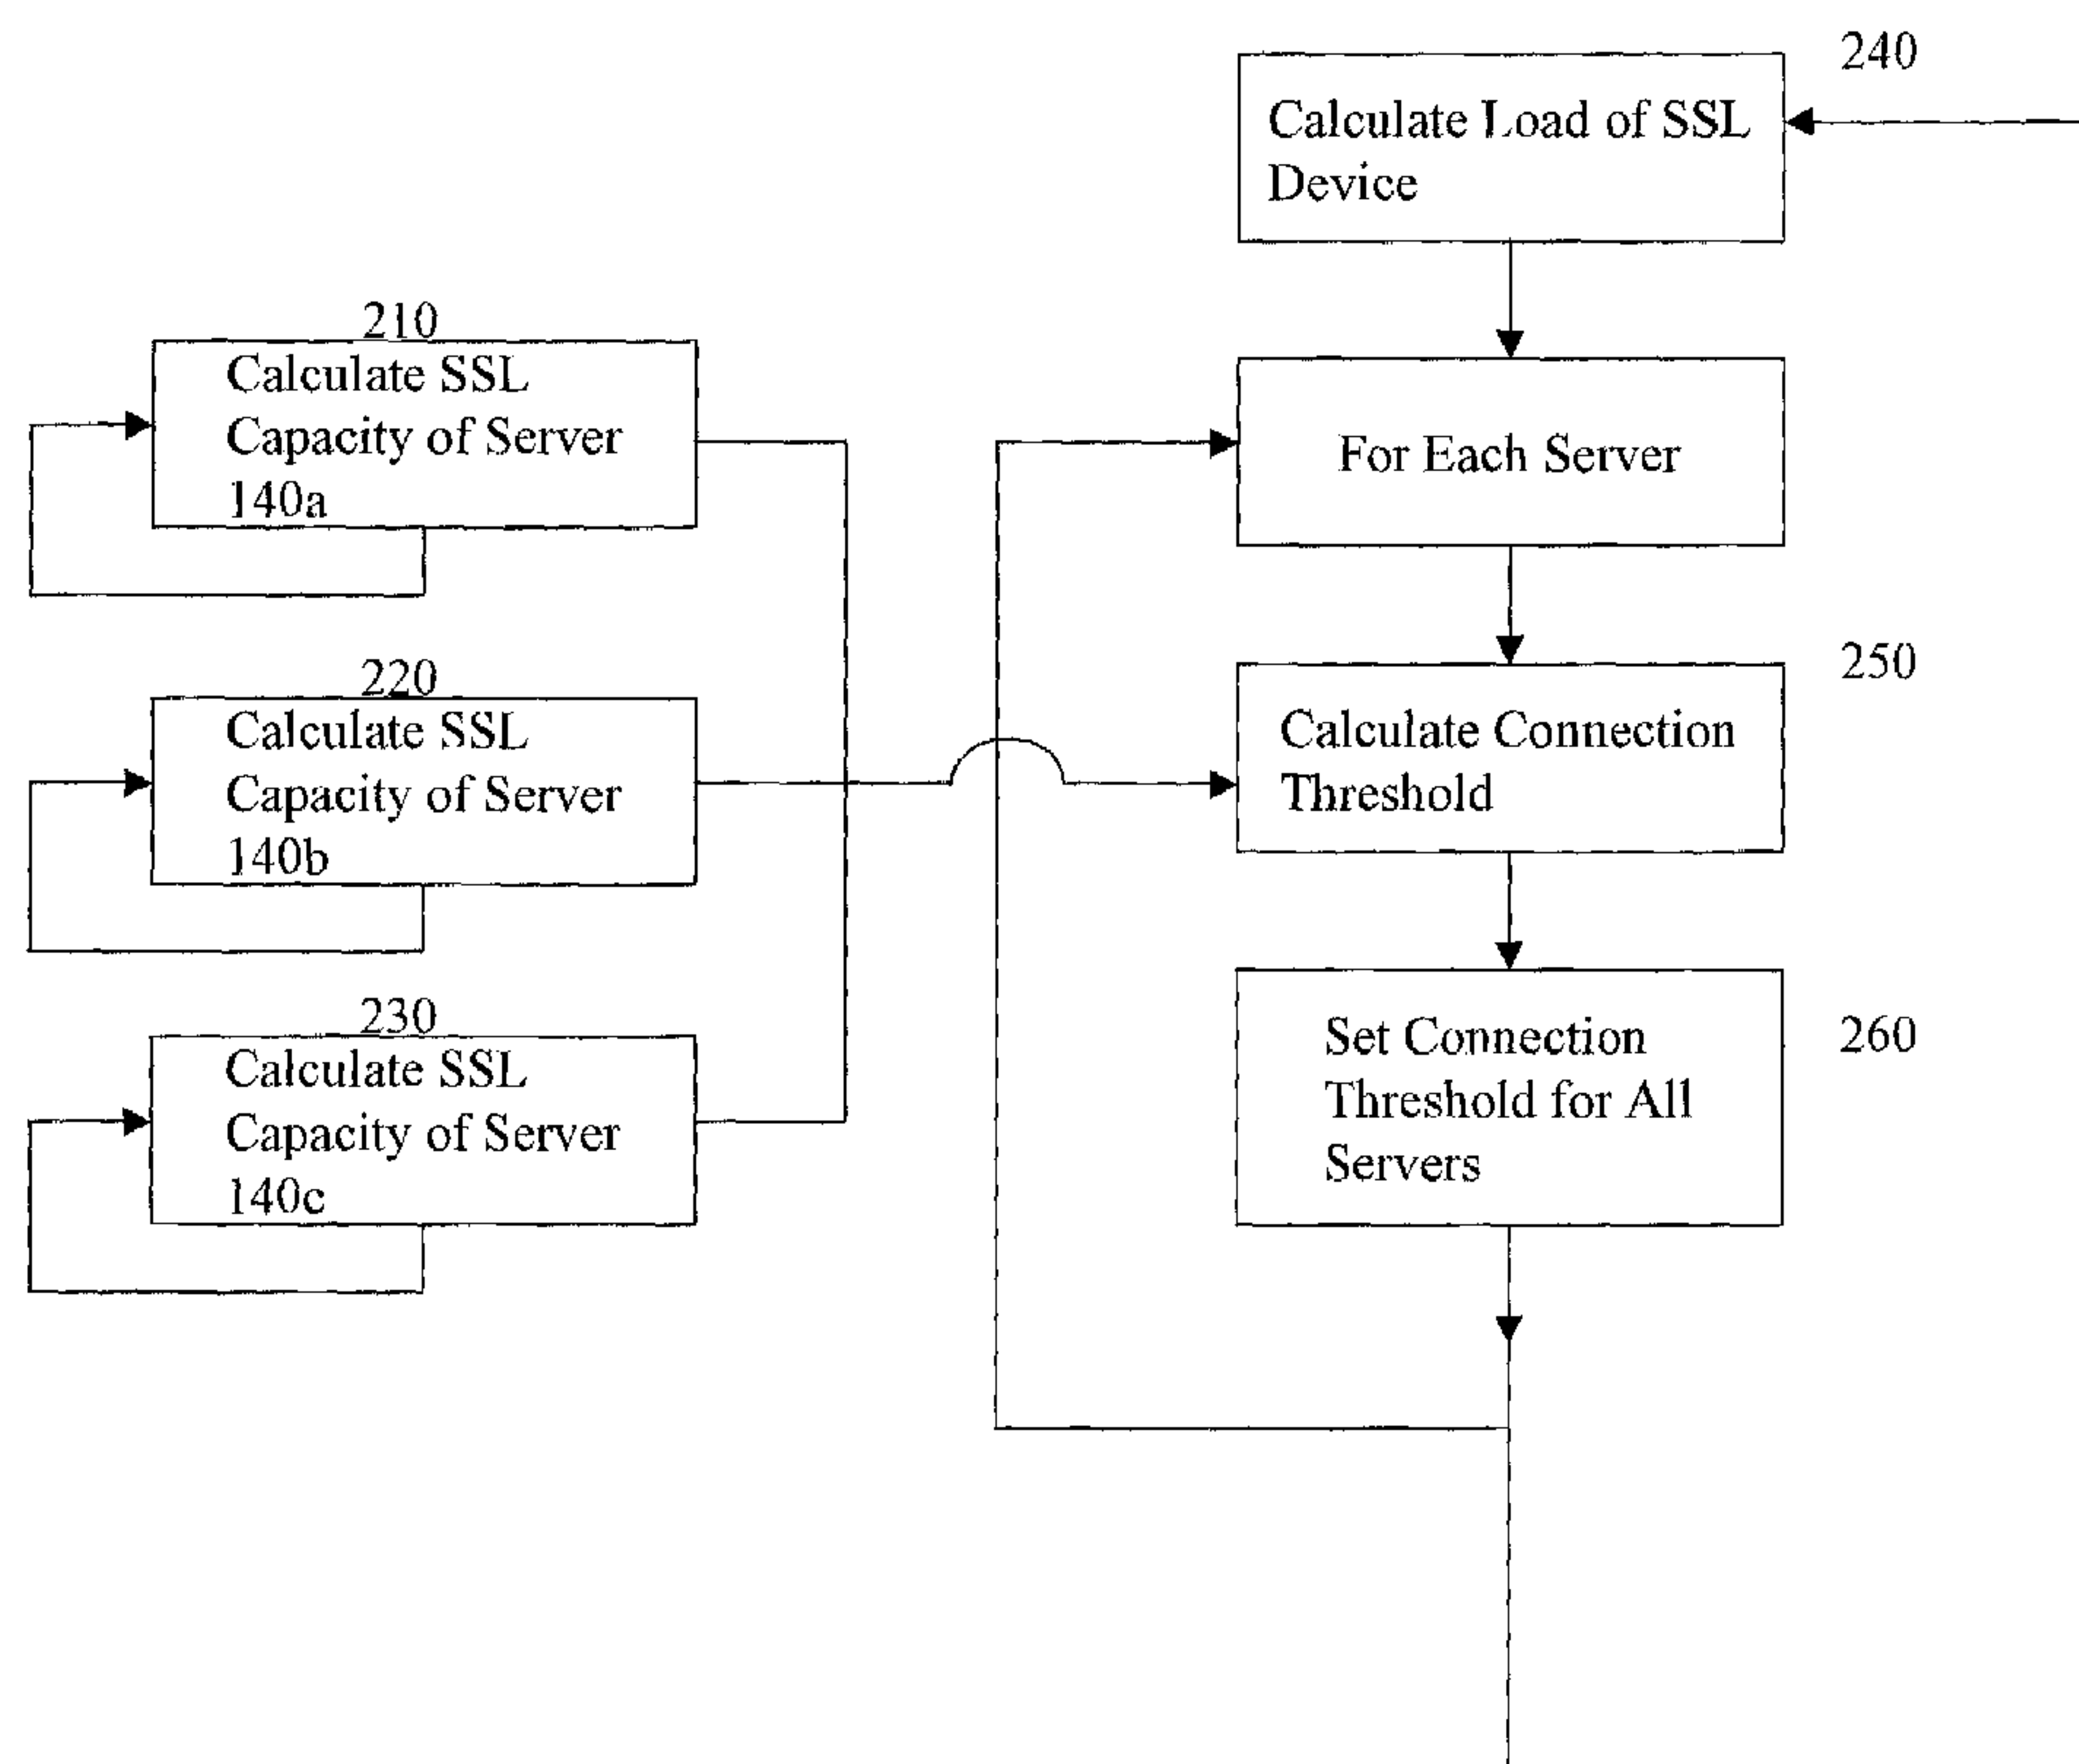 240
Calculate Load of SSL
Device
210
Calculate SSL
Capacity of Server
140a
For Each Server
220
Calculate SSL
Capacity of Server
140b
250
Calculate Connection
Threshold
230
Calculate SSL
Capacity of Server
140c
260
Set Connection
Threshold for All
Servers